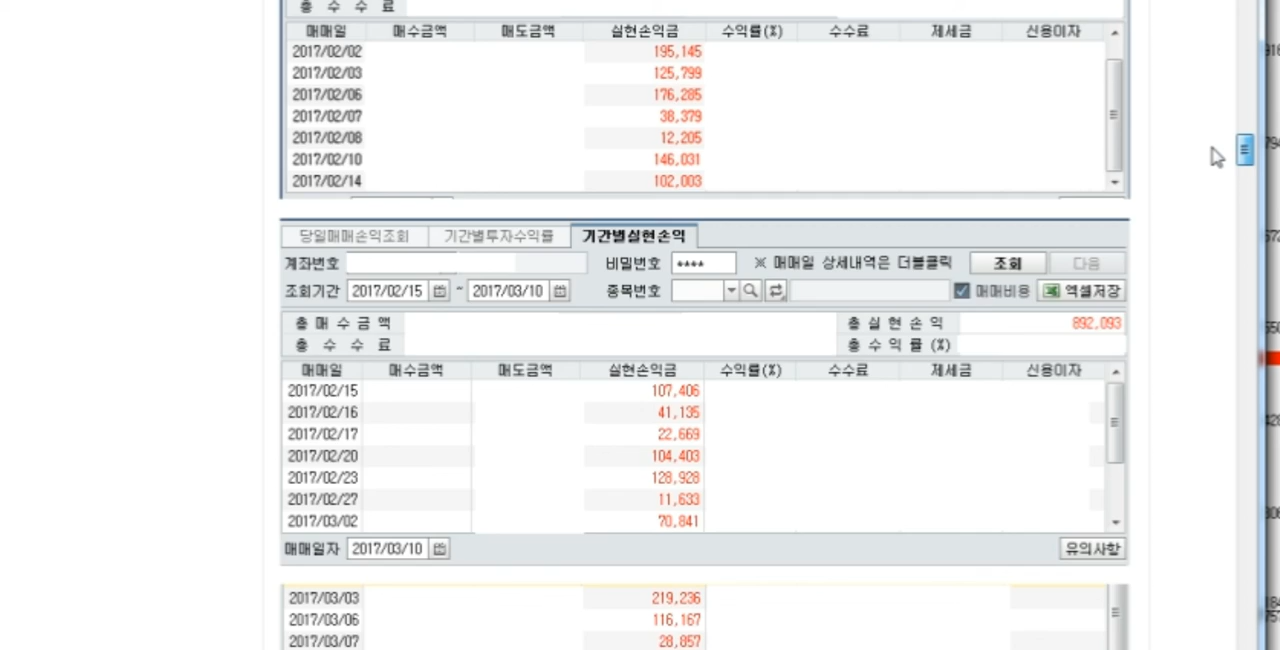 총 수 수 료
매매일 매수금액 매도금액 실현손익금 수익률(%) 수수료 제세금 신용이자
2017/02/02 195,145
2017/02/03 125,799
2017/02/06 176,285
2017/02/07 38,379
2017/02/08 12,205
2017/02/10 146,031
2017/02/14 102,003
당일매매손익조회 기간별투자수익률 기간별실현손익
계좌번호 비밀번호 **** ※ 매매일 상세내역은 더블클릭 조회 다음
조회기간 2017/02/15 ~ 2017/03/10 종목번호 매매비용 엑셀저장
총 매 수 금 액 총 실 현 손 익 892,093
총 수 수 료 총 수 익 률 (%)
매매일 매수금액 매도금액 실현손익금 수익률(%) 수수료 제세금 신용이자
2017/02/15 107,406
2017/02/16 41,135
2017/02/17 22,669
2017/02/20 104,403
2017/02/23 128,928
2017/02/27 11,633
2017/03/02 70,841
매매일자 2017/03/10 유의사항
2017/03/03 219,236
2017/03/06 116,167
2017/03/07 28,857